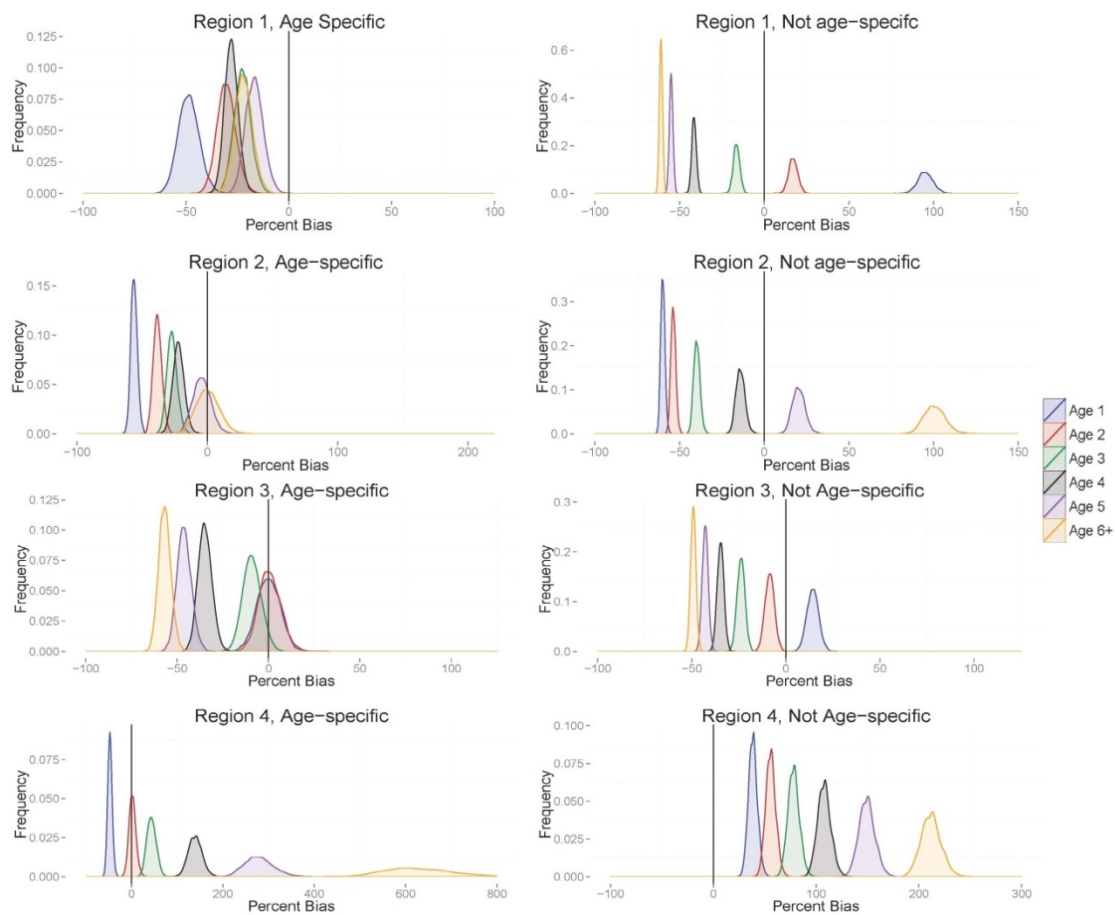 Region 1, Age Specific
Frequency
0.125
0.100
0.075
0.050
0.025
0.000
−100
−50
0
50
100
Percent Bias
Region 1, Not age−specifc
Frequency
0.6
0.4
0.2
0.0
−100
−50
0
50
100
150
Percent Bias
Region 2, Age−specific
Frequency
0.15
0.10
0.05
0.00
−100
0
100
200
Percent Bias
Region 2, Not age−specific
Frequency
0.3
0.2
0.1
0.0
−100
−50
0
50
100
150
Percent Bias
Age 1
Age 2
Age 3
Age 4
Age 5
Age 6+
Region 3, Age−specific
Frequency
0.125
0.100
0.075
0.050
0.025
0.000
−100
−50
0
50
100
Percent Bias
Region 3, Not Age−specific
Frequency
0.3
0.2
0.1
0.0
−100
−50
0
50
100
Percent Bias
Region 4, Age−specific
Frequency
0.075
0.050
0.025
0.000
0
200
400
600
800
Percent Bias
Region 4, Not Age−specific
Frequency
0.100
0.075
0.050
0.025
0.000
−100
0
100
200
300
Percent Bias